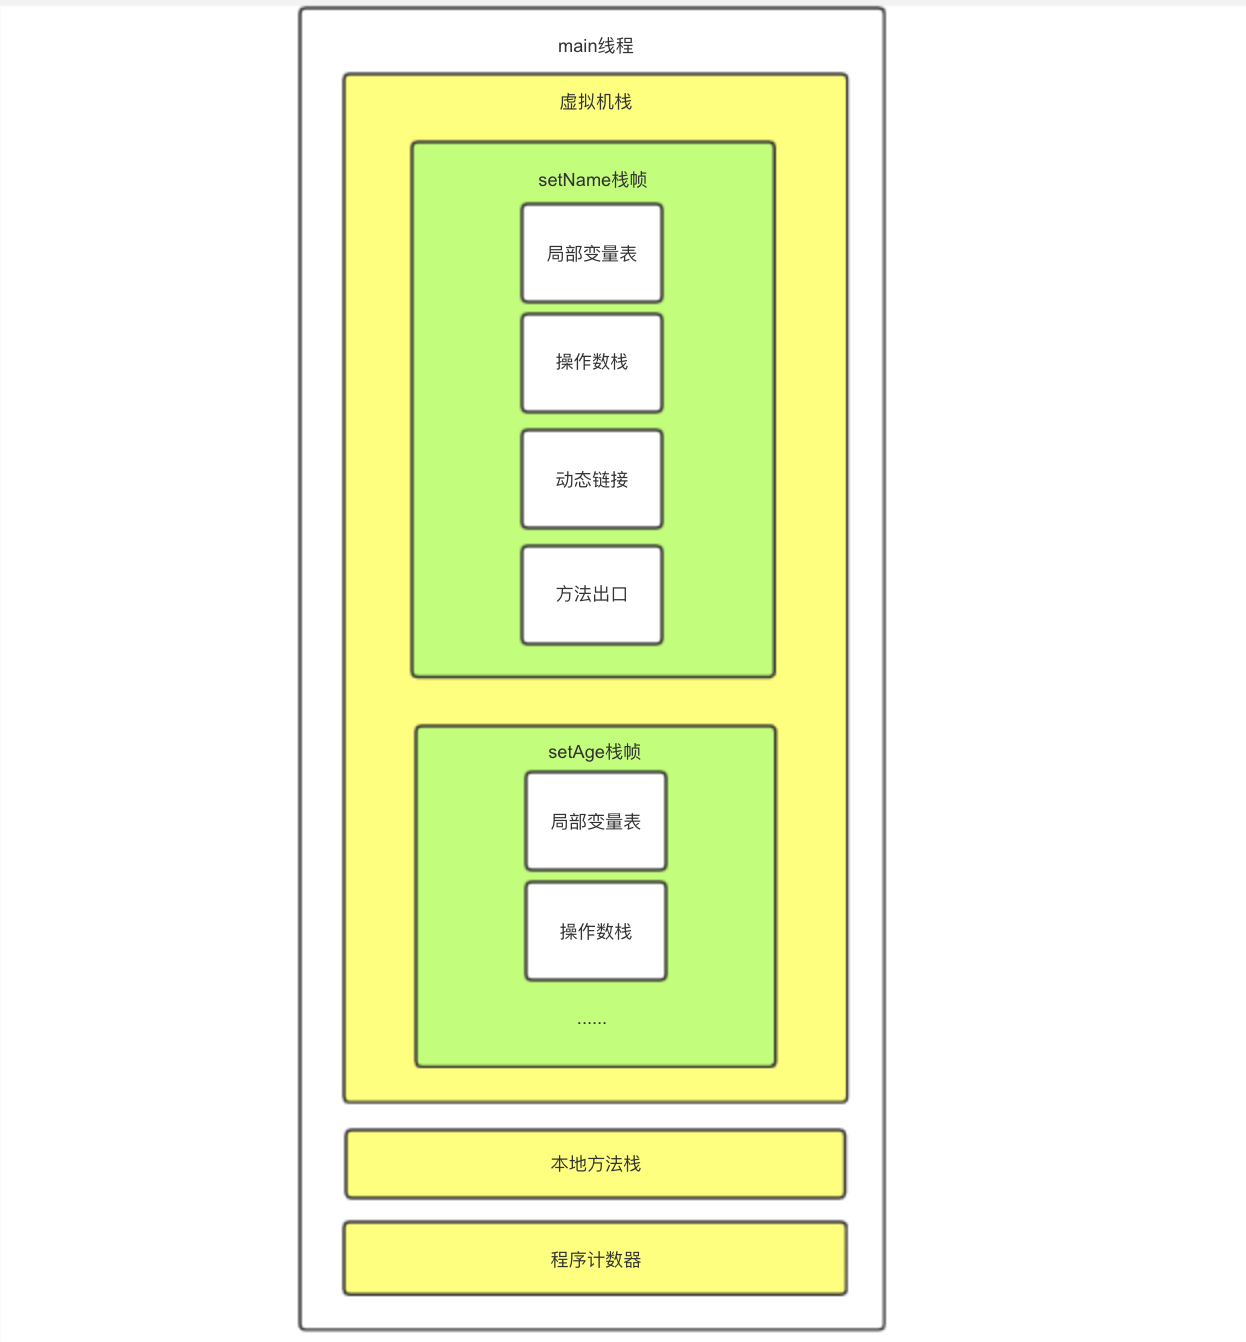 main线程
虚拟机栈
setName栈帧
局部变量表
操作数栈
动态链接
方法出口
setAge栈帧
局部变量表
操作数栈
......
本地方法栈
程序计数器